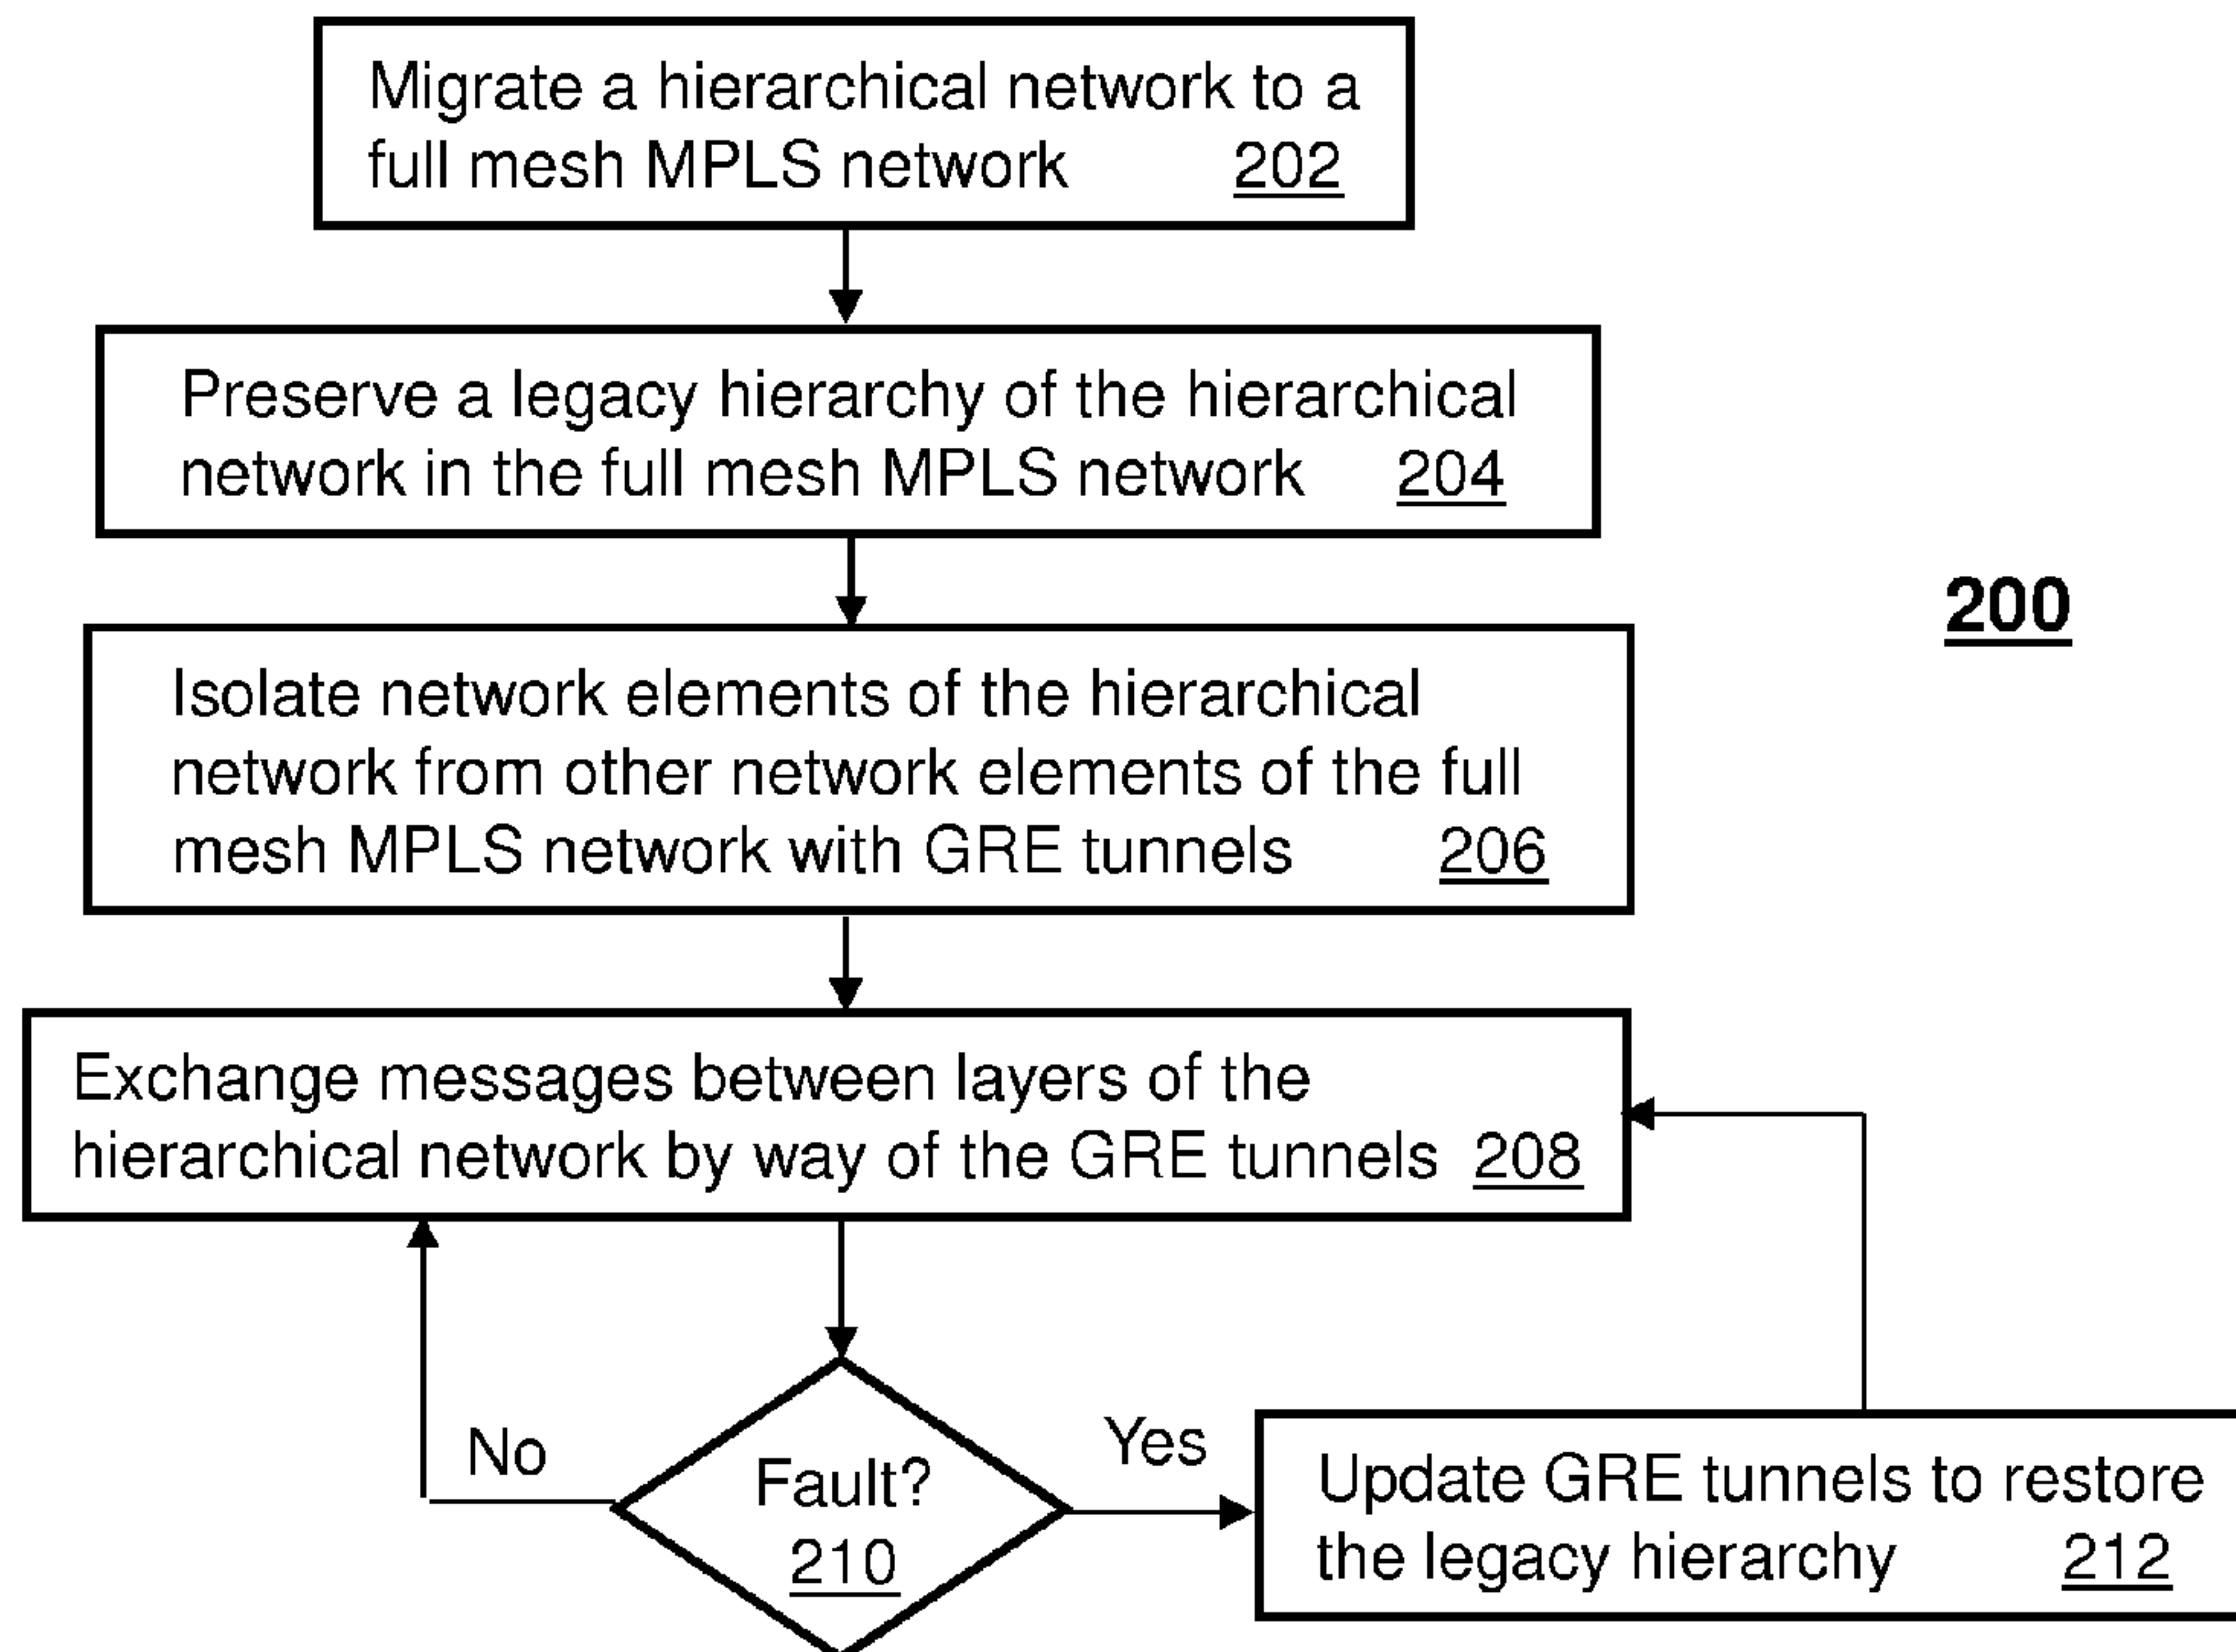 Migrate a hierarchical network to a
full mesh MPLS network 202
Preserve a legacy hierarchy of the hierarchical
network in the full mesh MPLS network 204
200
Isolate network elements of the hierarchical
network from other network elements of the full
mesh MPLS network with GRE tunnels 206
Exchange messages between layers of the
hierarchical network by way of the GRE tunnels 208
No
Fault?
210
Yes
Update GRE tunnels to restore
the legacy hierarchy 212